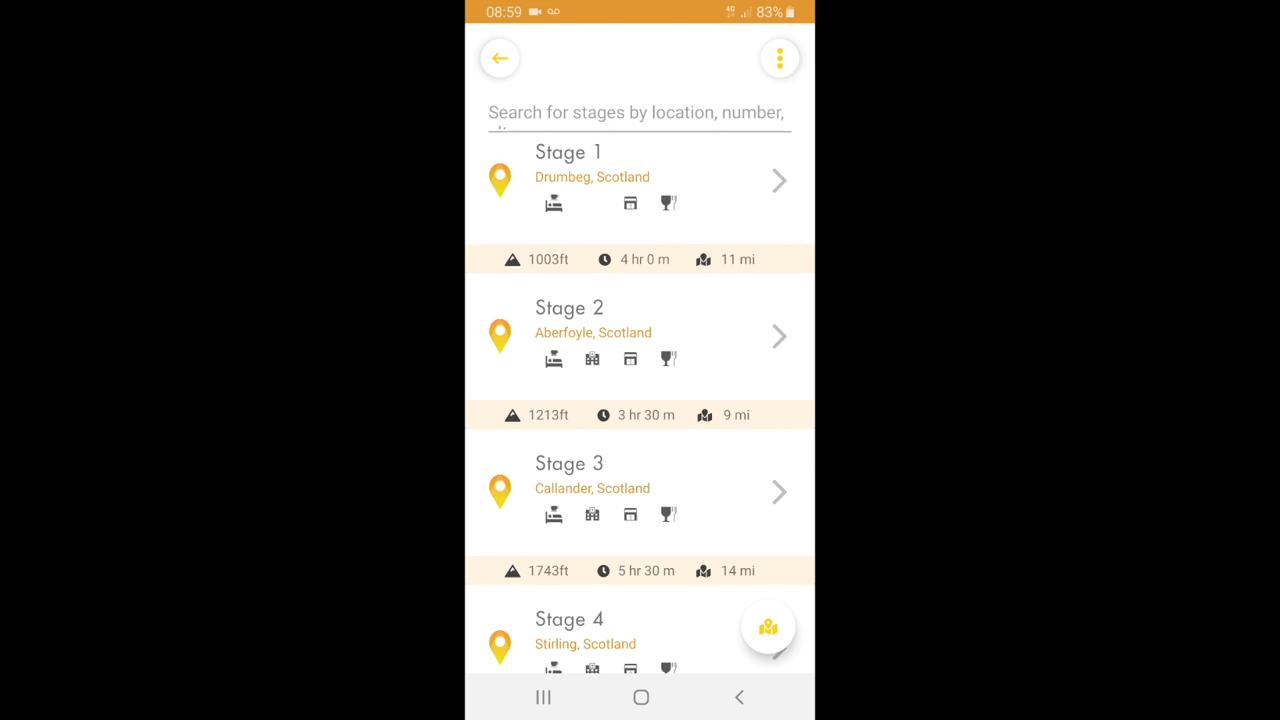 08:59
4G
83%
Search for stages by location, number,
Stage 1
Drumbeg, Scotland
1003ft 4 hr 0 m 11 mi
Stage 2
Aberfoyle, Scotland
1213ft 3 hr 30 m 9 mi
Stage 3
Callander, Scotland
1743ft 5 hr 30 m 14 mi
Stage 4
Stirling, Scotland